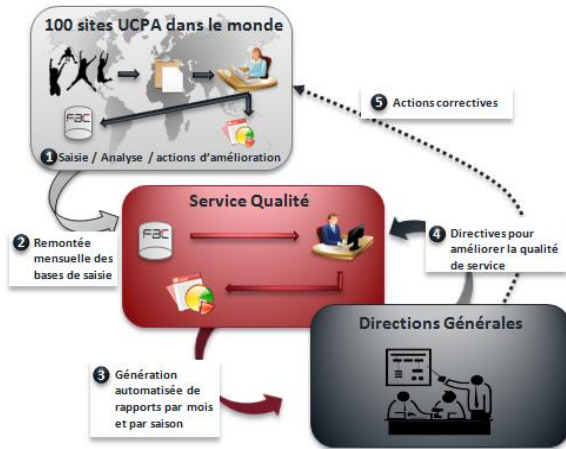 100 sites UCPA dans le monde
FBC
1 Saisie / Analyse / actions d'amélioration
5 Actions correctives
Service Qualité
FBC
2 Remontée
mensuelle des
bases de saisie
4 Directives pour
améliorer la qualité
de service
Directions Générales
3 Génération
automatisée de
rapports par mois
et par saison